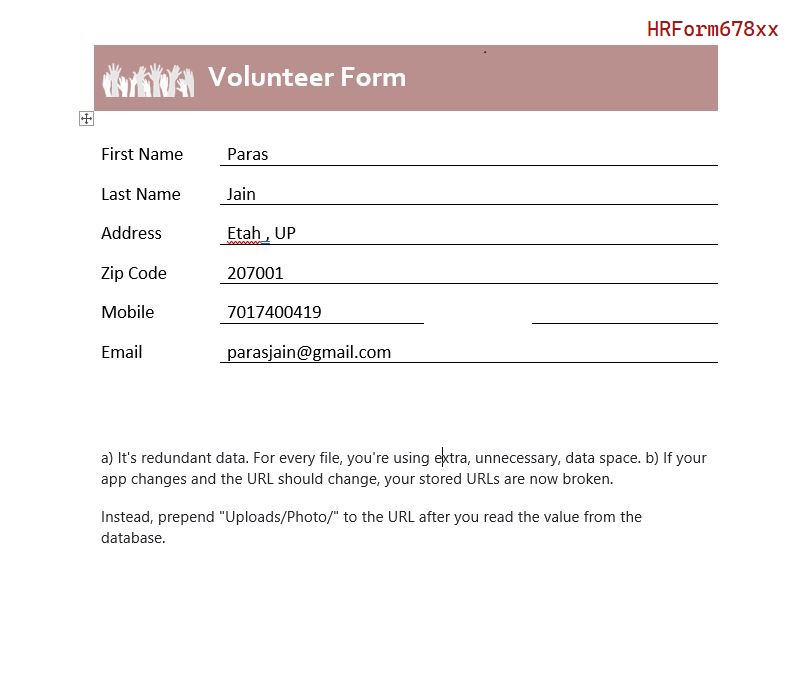 HRForm678xx
Volunteer Form
First Name Paras
Last Name Jain
Address Etah , UP
Zip Code 207001
Mobile 7017400419
Email parasjain@gmail.com
a) It's redundant data. For every file, you're using extra, unnecessary, data space. b) If your
app changes and the URL should change, your stored URLs are now broken.
Instead, prepend "Uploads/Photo/" to the URL after you read the value from the
database.